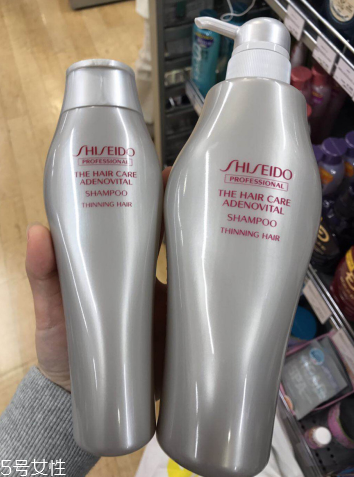 SHISEIDO
PROFESSIONAL
THE HAIR CARE
ADENOVITAL
SHAMPOO
THINNING HAIR
SHISEIDO
PROFESSIONAL
THE HAIR CARE
ADENOVITAL
SHAMPOO
THINNING HAIR
5号女性